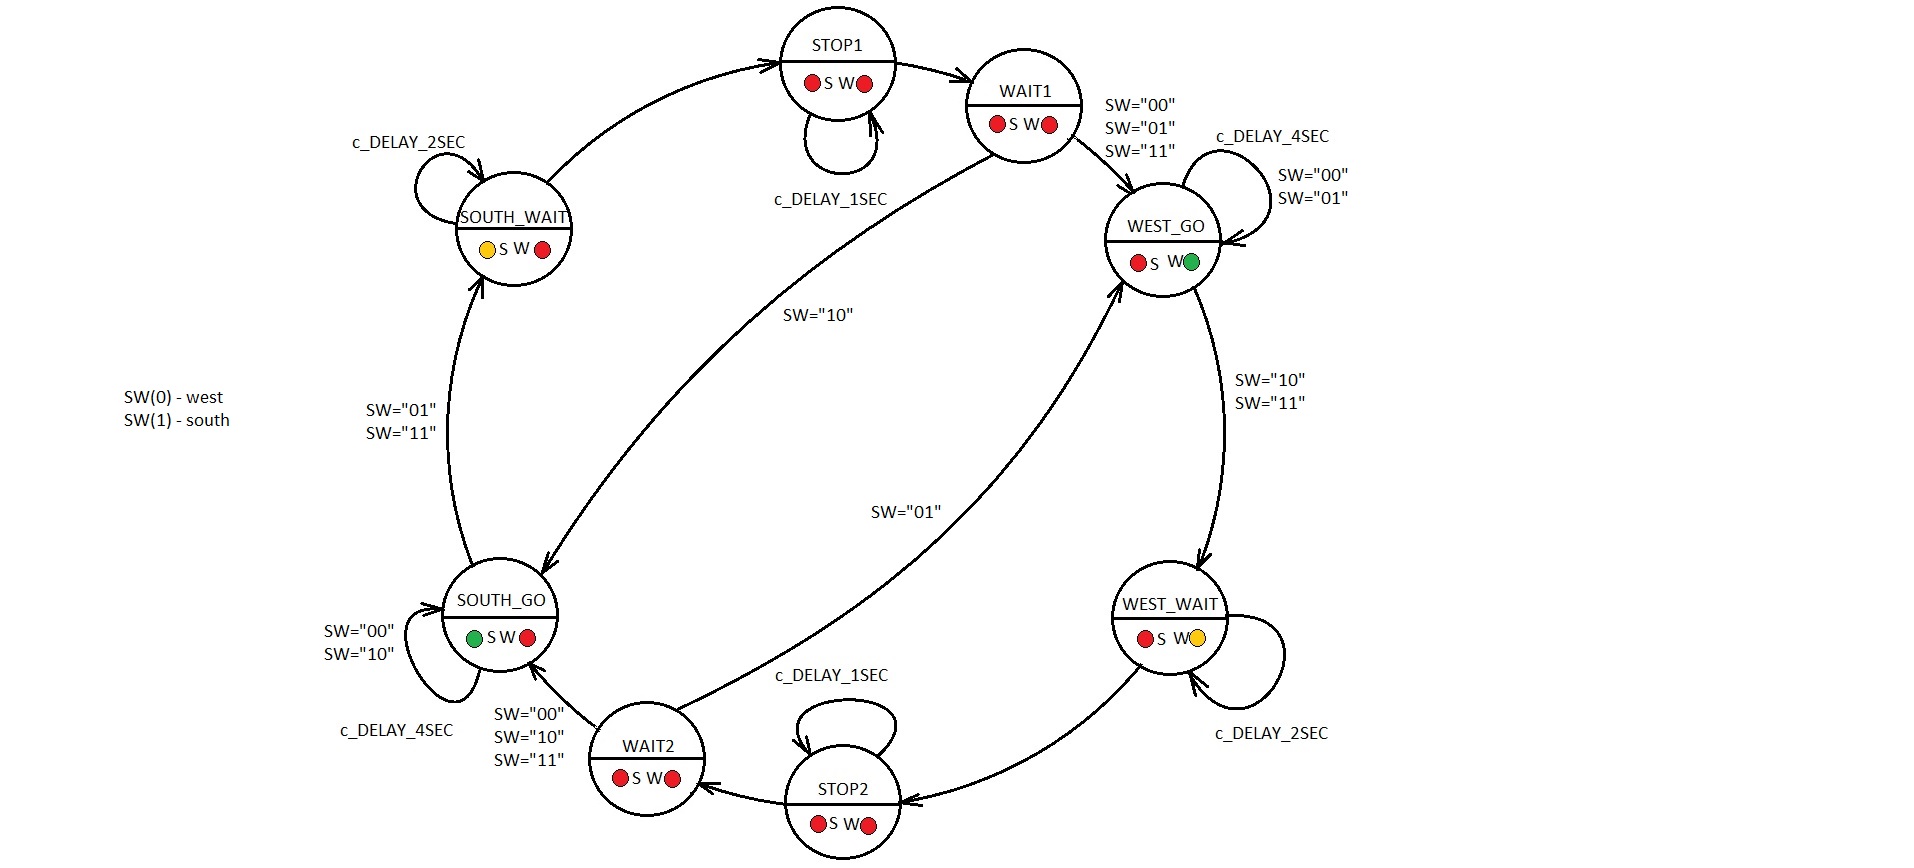 STOP1
S W
c_DELAY_1SEC
WAIT1
S W
SW="00"
SW="01"
SW="11"
c_DELAY_4SEC
SW="00"
SW="01"
c_DELAY_2SEC
SOUTH_WAIT
S W
WEST_GO
S W
SW="10"
SW(0) - west
SW(1) - south
SW="01"
SW="11"
SW="10"
SW="11"
SW="01"
SOUTH_GO
S W
SW="00"
SW="10"
c_DELAY_4SEC
WEST_WAIT
S W
c_DELAY_2SEC
SW="00"
SW="10"
SW="11"
WAIT2
S W
c_DELAY_1SEC
STOP2
S W